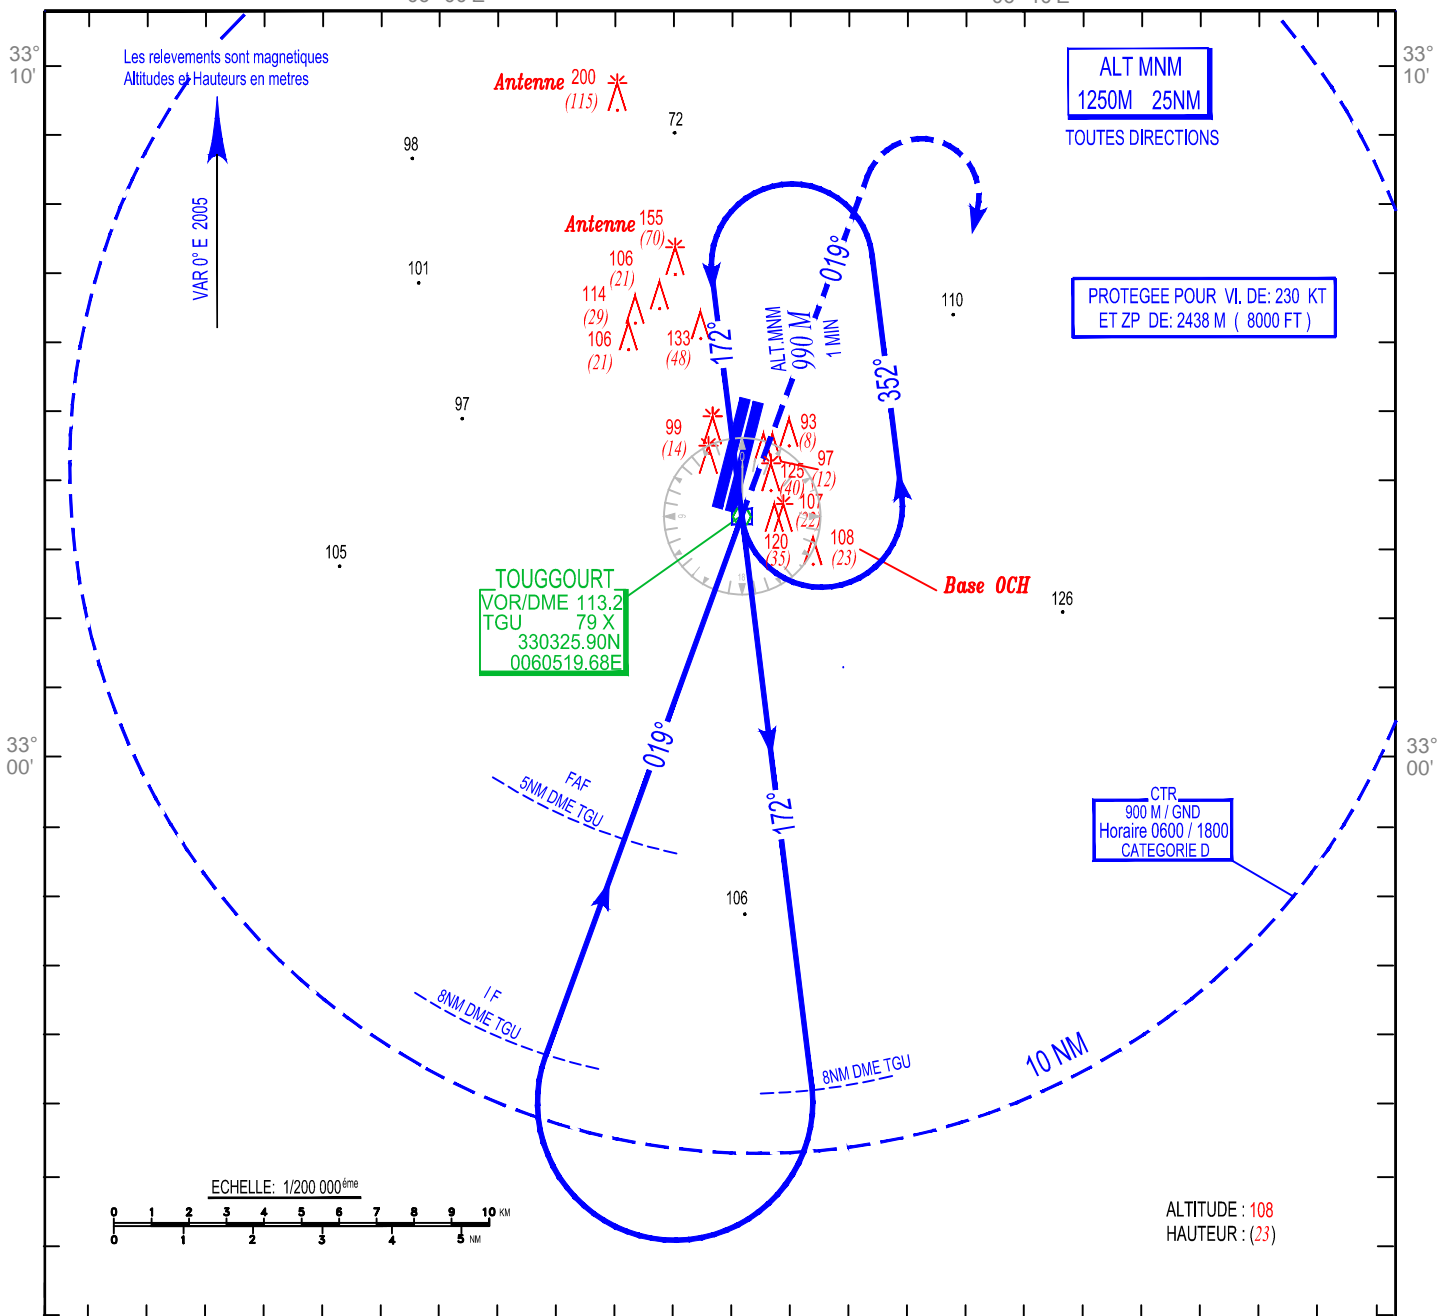 33°
10'
Les relevements sont magnetiques
Altitudes et Hauteurs en metres
Antenne 200
(115)
72
98
ALT MNM
1250M 25NM
TOUTES DIRECTIONS
33°
10'
VAR 0° E 2005
Antenne 155
(70)
106
(21)
101
114
(29)
106
(21)
133
(48)
172°
019°
ALT.MNM
990 M
1 MIN
352°
110
PROTEGEE POUR VI. DE: 230 KT
ET ZP DE: 2438 M ( 8000 FT )
97
99
(14)
93
(8)
97
(12)
125
(40)
107
(22)
120
(35)
108
(23)
Base OCH
105
126
TOUGGOURT
VOR/DME 113.2
TGU 79 X
330325.90N
0060519.68E
019°
172°
33°
00'
33°
00'
FAF
5NM DME TGU
CTR
900 M / GND
Horaire 0600 / 1800
CATEGORIE D
106
I F
8NM DME TGU
8NM DME TGU
10 NM
ECHELLE: 1/200 000éme
0 1 2 3 4 5 6 7 8 9 10 KM
0 1 2 3 4 5 NM
ALTITUDE : 108
HAUTEUR : (23)